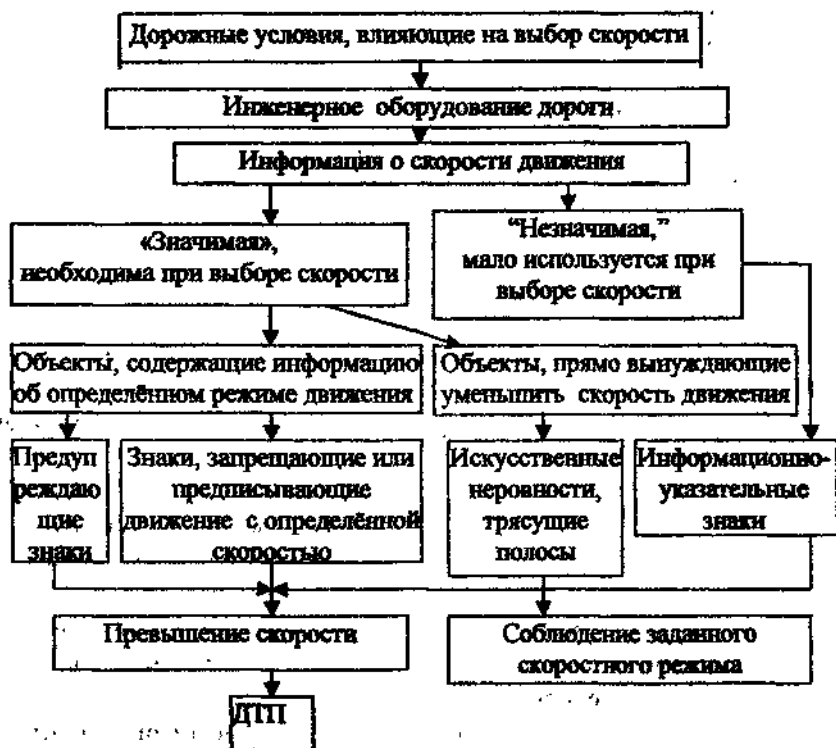 Дорожные условия, влияющие на выбор скорости
Инженерное оборудование дороги
Информация о скорости движения
«Значимая»,
необходима при выборе скорости
“Незначимая,”
мало используется при
выборе скорости
Объекты, содержащие информацию
об определённом режиме движения
Объекты, прямо вынуждающие
уменьшить скорость движения
Предуп
реждаю
щие
знаки
Знаки, запрещающие или
предписывающие
движение с определённой
скоростью
Искусственные
неровности,
трясущие
полосы
Информационно-
указательные
знаки
Превышение скорости
Соблюдение заданного
скоростного режима
ДТП